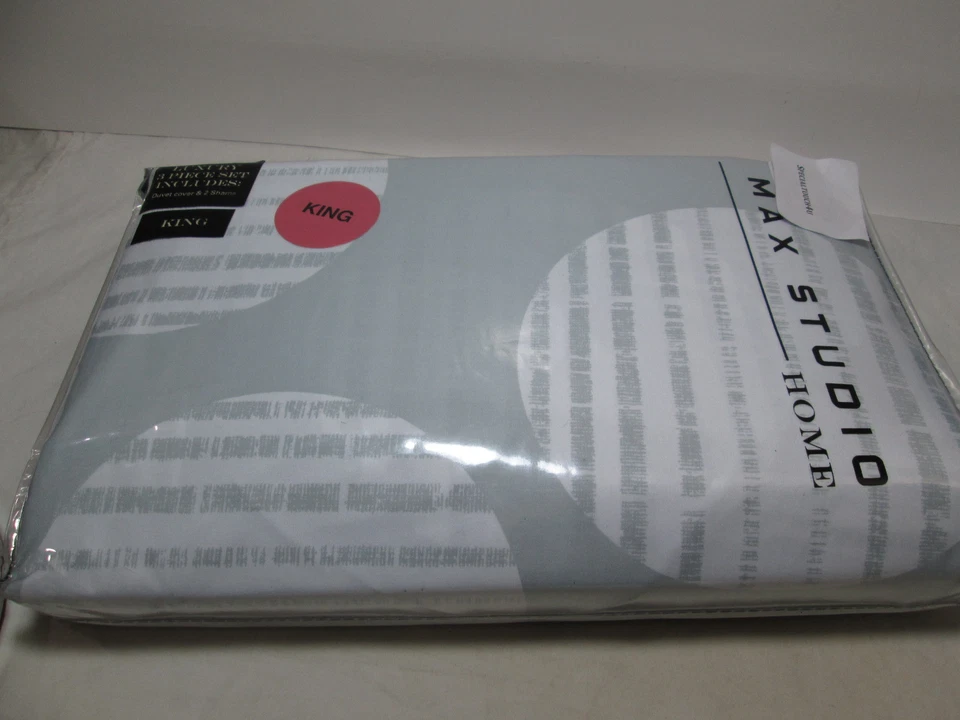 LUXURY
3 PIECE SET
INCLUDES:
Duvet cover & 2 Shams
KING
KING
MAX STUDIO
HOME